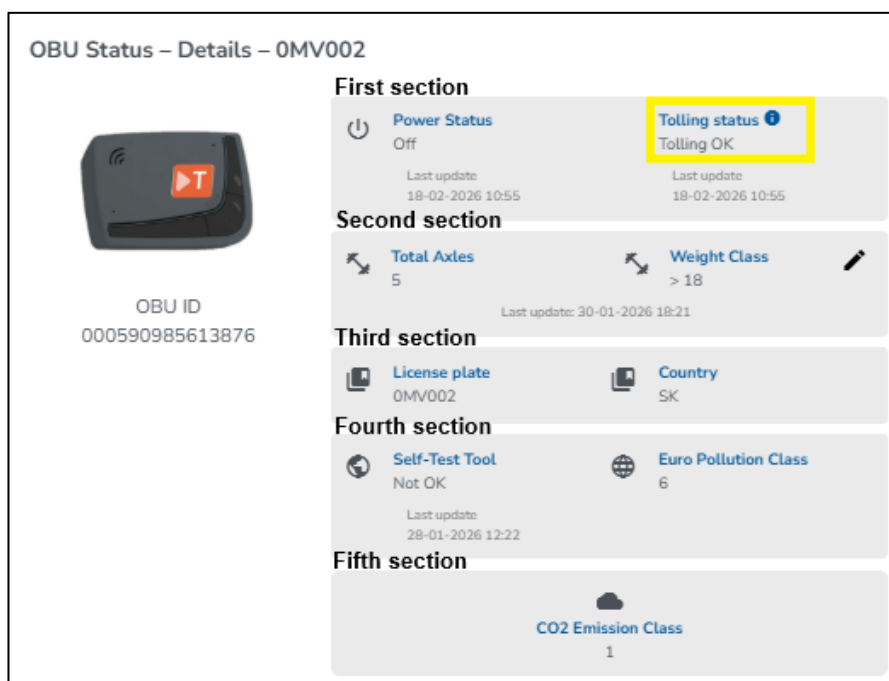 OBU Status – Details – 0MV002
First section
Power Status
Off
Last update
18-02-2026 10:55
Tolling status
Tolling OK
Last update
18-02-2026 10:55
T
OBU ID
000590985613876
Second section
Total Axles
5
Weight Class
> 18
Last update: 30-01-2026 18:21
Third section
License plate
0MV002
Country
SK
Fourth section
Self-Test Tool
Not OK
Last update
28-01-2026 12:22
Euro Pollution Class
6
Fifth section
CO2 Emission Class
1